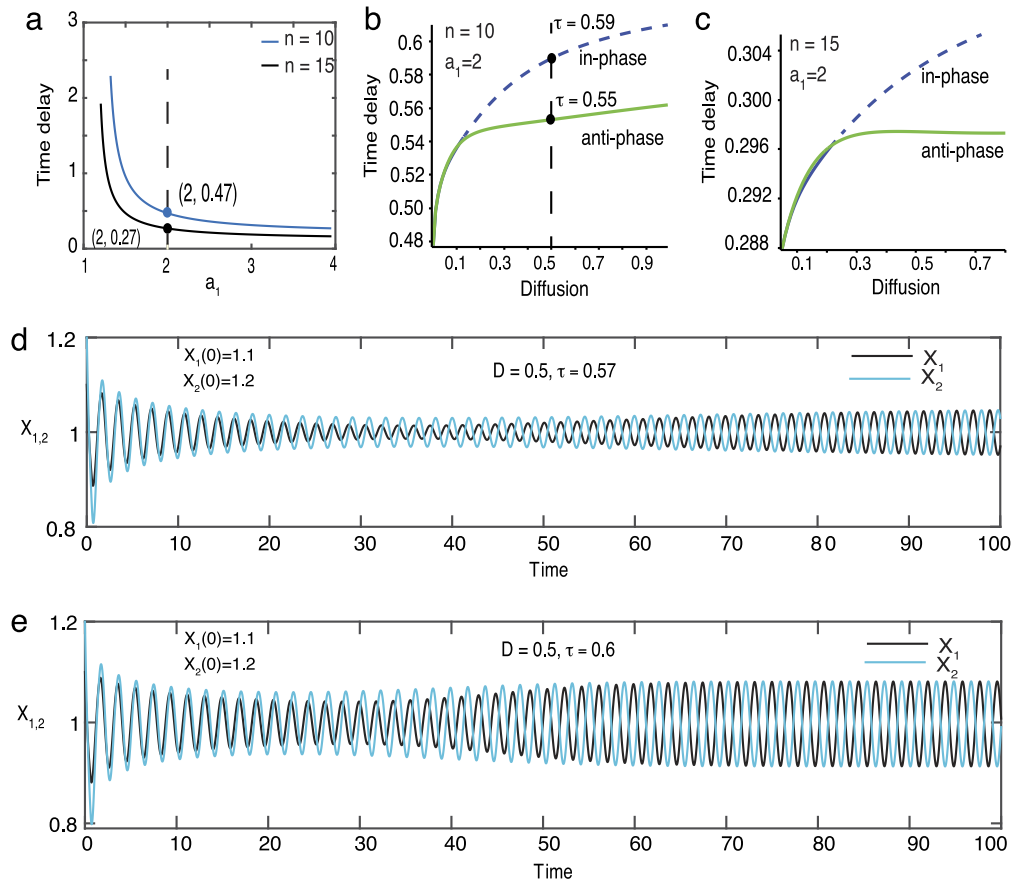 a
3
2
1
0
Time delay
n = 10
n = 15
(2, 0.47)
(2, 0.27)
1
2
3
4
a₁
b
n = 10
a₁=2
τ = 0.59
in-phase
τ = 0.55
anti-phase
0.6
0.58
0.56
0.54
0.52
0.50
0.48
Time delay
0.1
0.3
0.5
0.7
0.9
Diffusion
c
0.304
0.300
0.296
0.292
0.288
Time delay
n = 15
a₁=2
in-phase
anti-phase
0.1
0.3
0.5
0.7
Diffusion
d
1.2
1
0.8
X₁,₂
X₁(0)=1.1
X₂(0)=1.2
D = 0.5, τ = 0.57
X₁
X₂
0 10 20 30 40 50 60 70 80 90 100
Time
e
1.2
1
0.8
X₁,₂
X₁(0)=1.1
X₂(0)=1.2
D = 0.5, τ = 0.6
X₁
X₂
0 10 20 30 40 50 60 70 80 90 100
Time